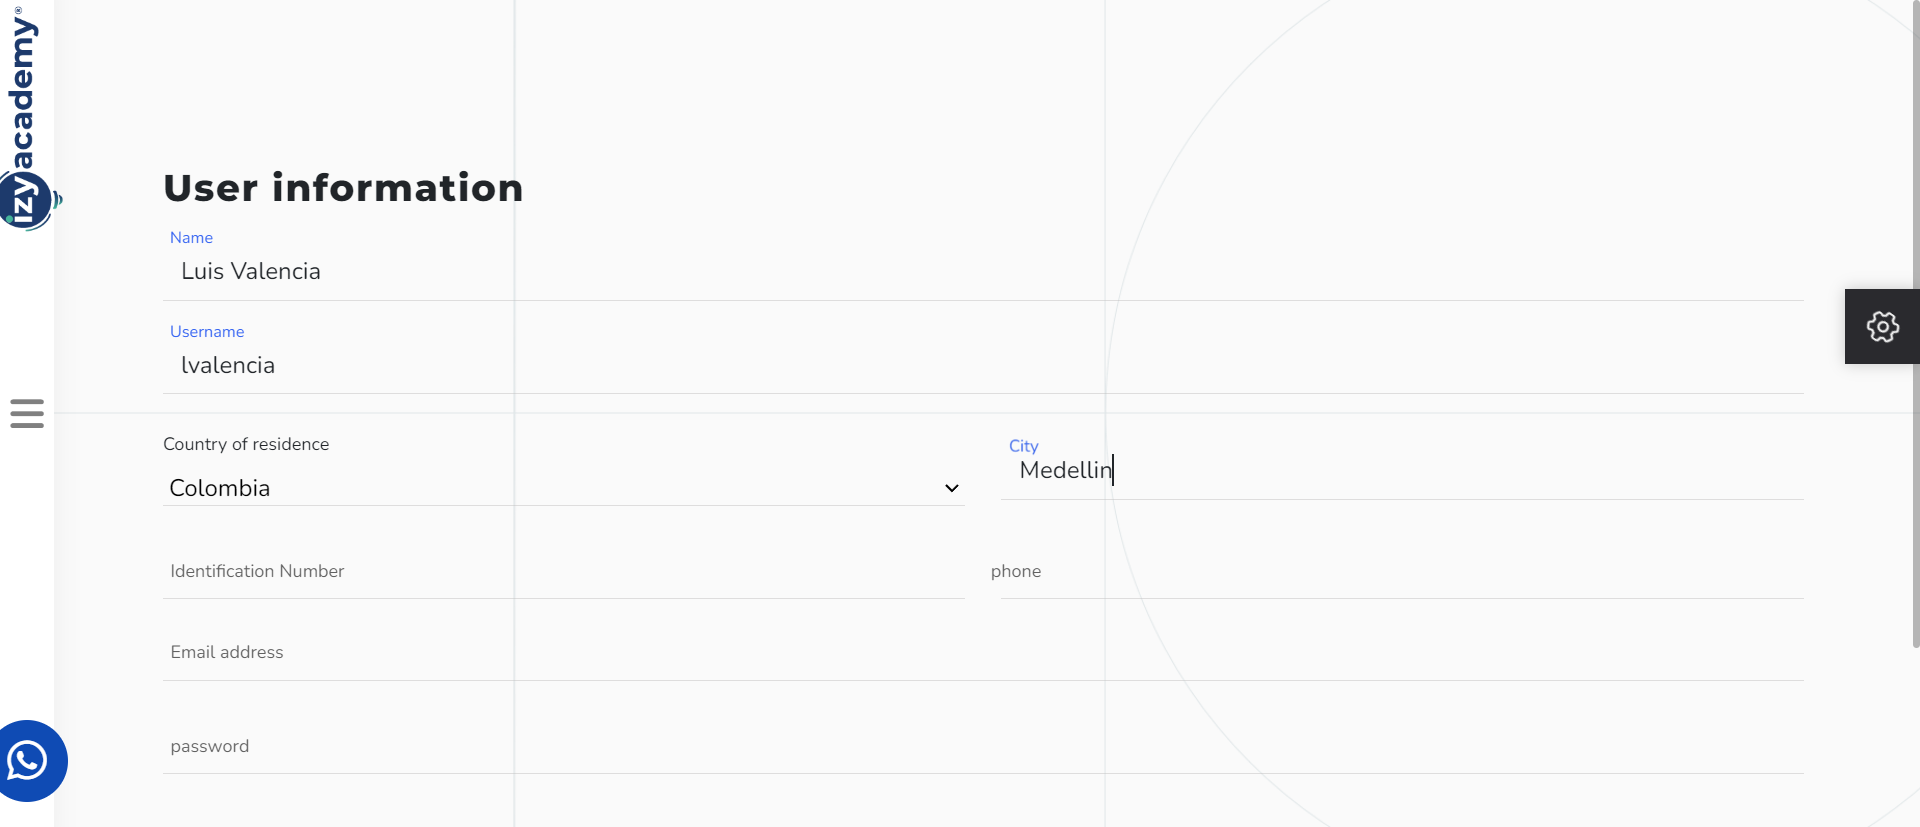 izyacademy®
User information
Name
Luis Valencia
Username
lvalencia
Country of residence
Colombia
City
Medellin
Identification Number
phone
Email address
password